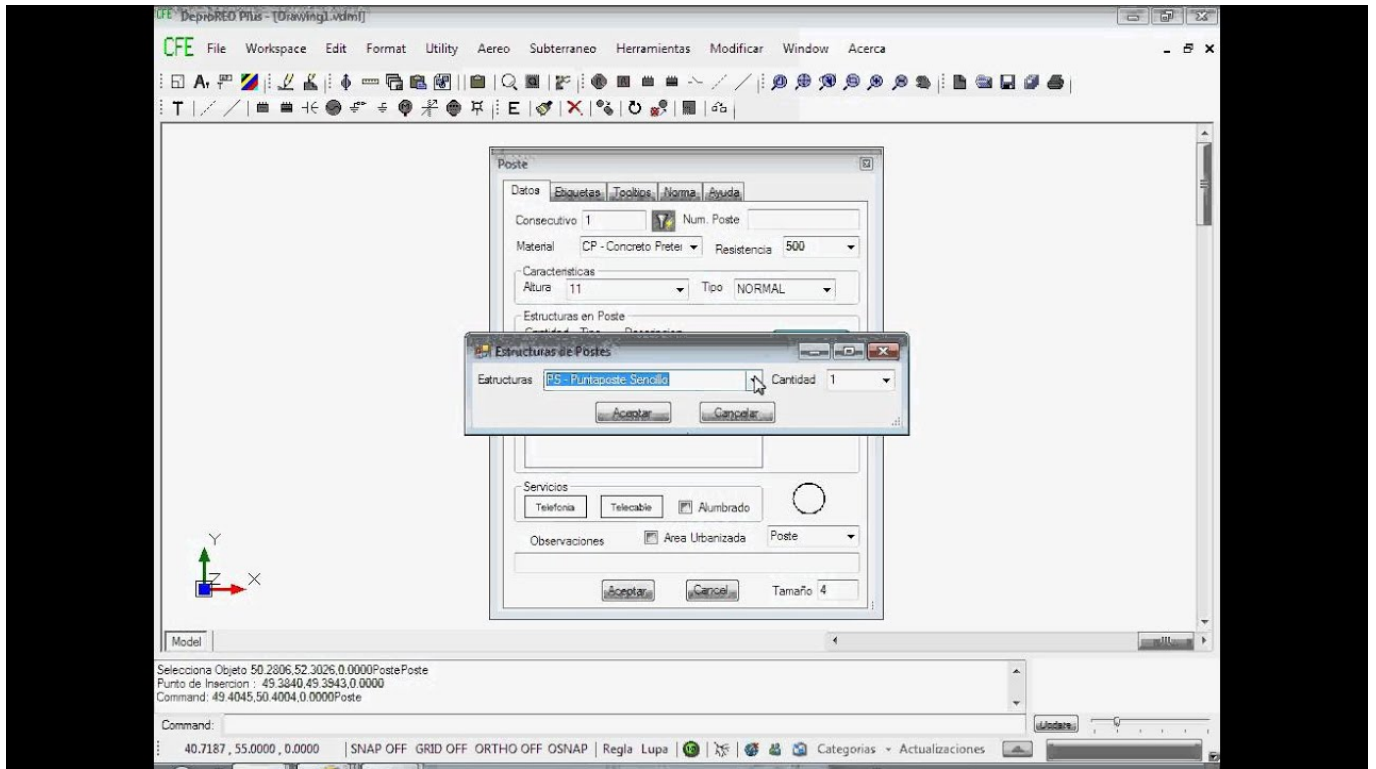 CFE DeproREO Plus - [Drawing1.vdml]
CFE File Workspace Edit Format Utility Aereo Subterraneo Herramientas Modificar Window Acerca
Poste
Datos Etiquetas Tooltips Norma Ayuda
Consecutivo 1 Num. Poste
Material CP - Concreto Preter Resistencia 500
Caracteristicas
Altura 11 Tipo NORMAL
Estructuras en Poste
Cantidad Tipo Descripcion
Estructuras de Postes
Estructuras PS - Puntaposte Sencillo Cantidad 1
Aceptar Cancelar
Servicios
Telefonia Telecable Alumbrado
Observaciones Area Urbanizada Poste
Aceptar Cancel Tamaño 4
Y
Z X
Model
Selecciona Objeto 50.2806,52.3026,0.0000PostePoste
Punto de Insercion : 49.3840,49.3943,0.0000
Command: 49.4045,50.4004,0.0000Poste
Command: Update
40.7187 , 55.0000 , 0.0000 SNAP OFF GRID OFF ORTHO OFF OSNAP Regla Lupa Categorias Actualizaciones